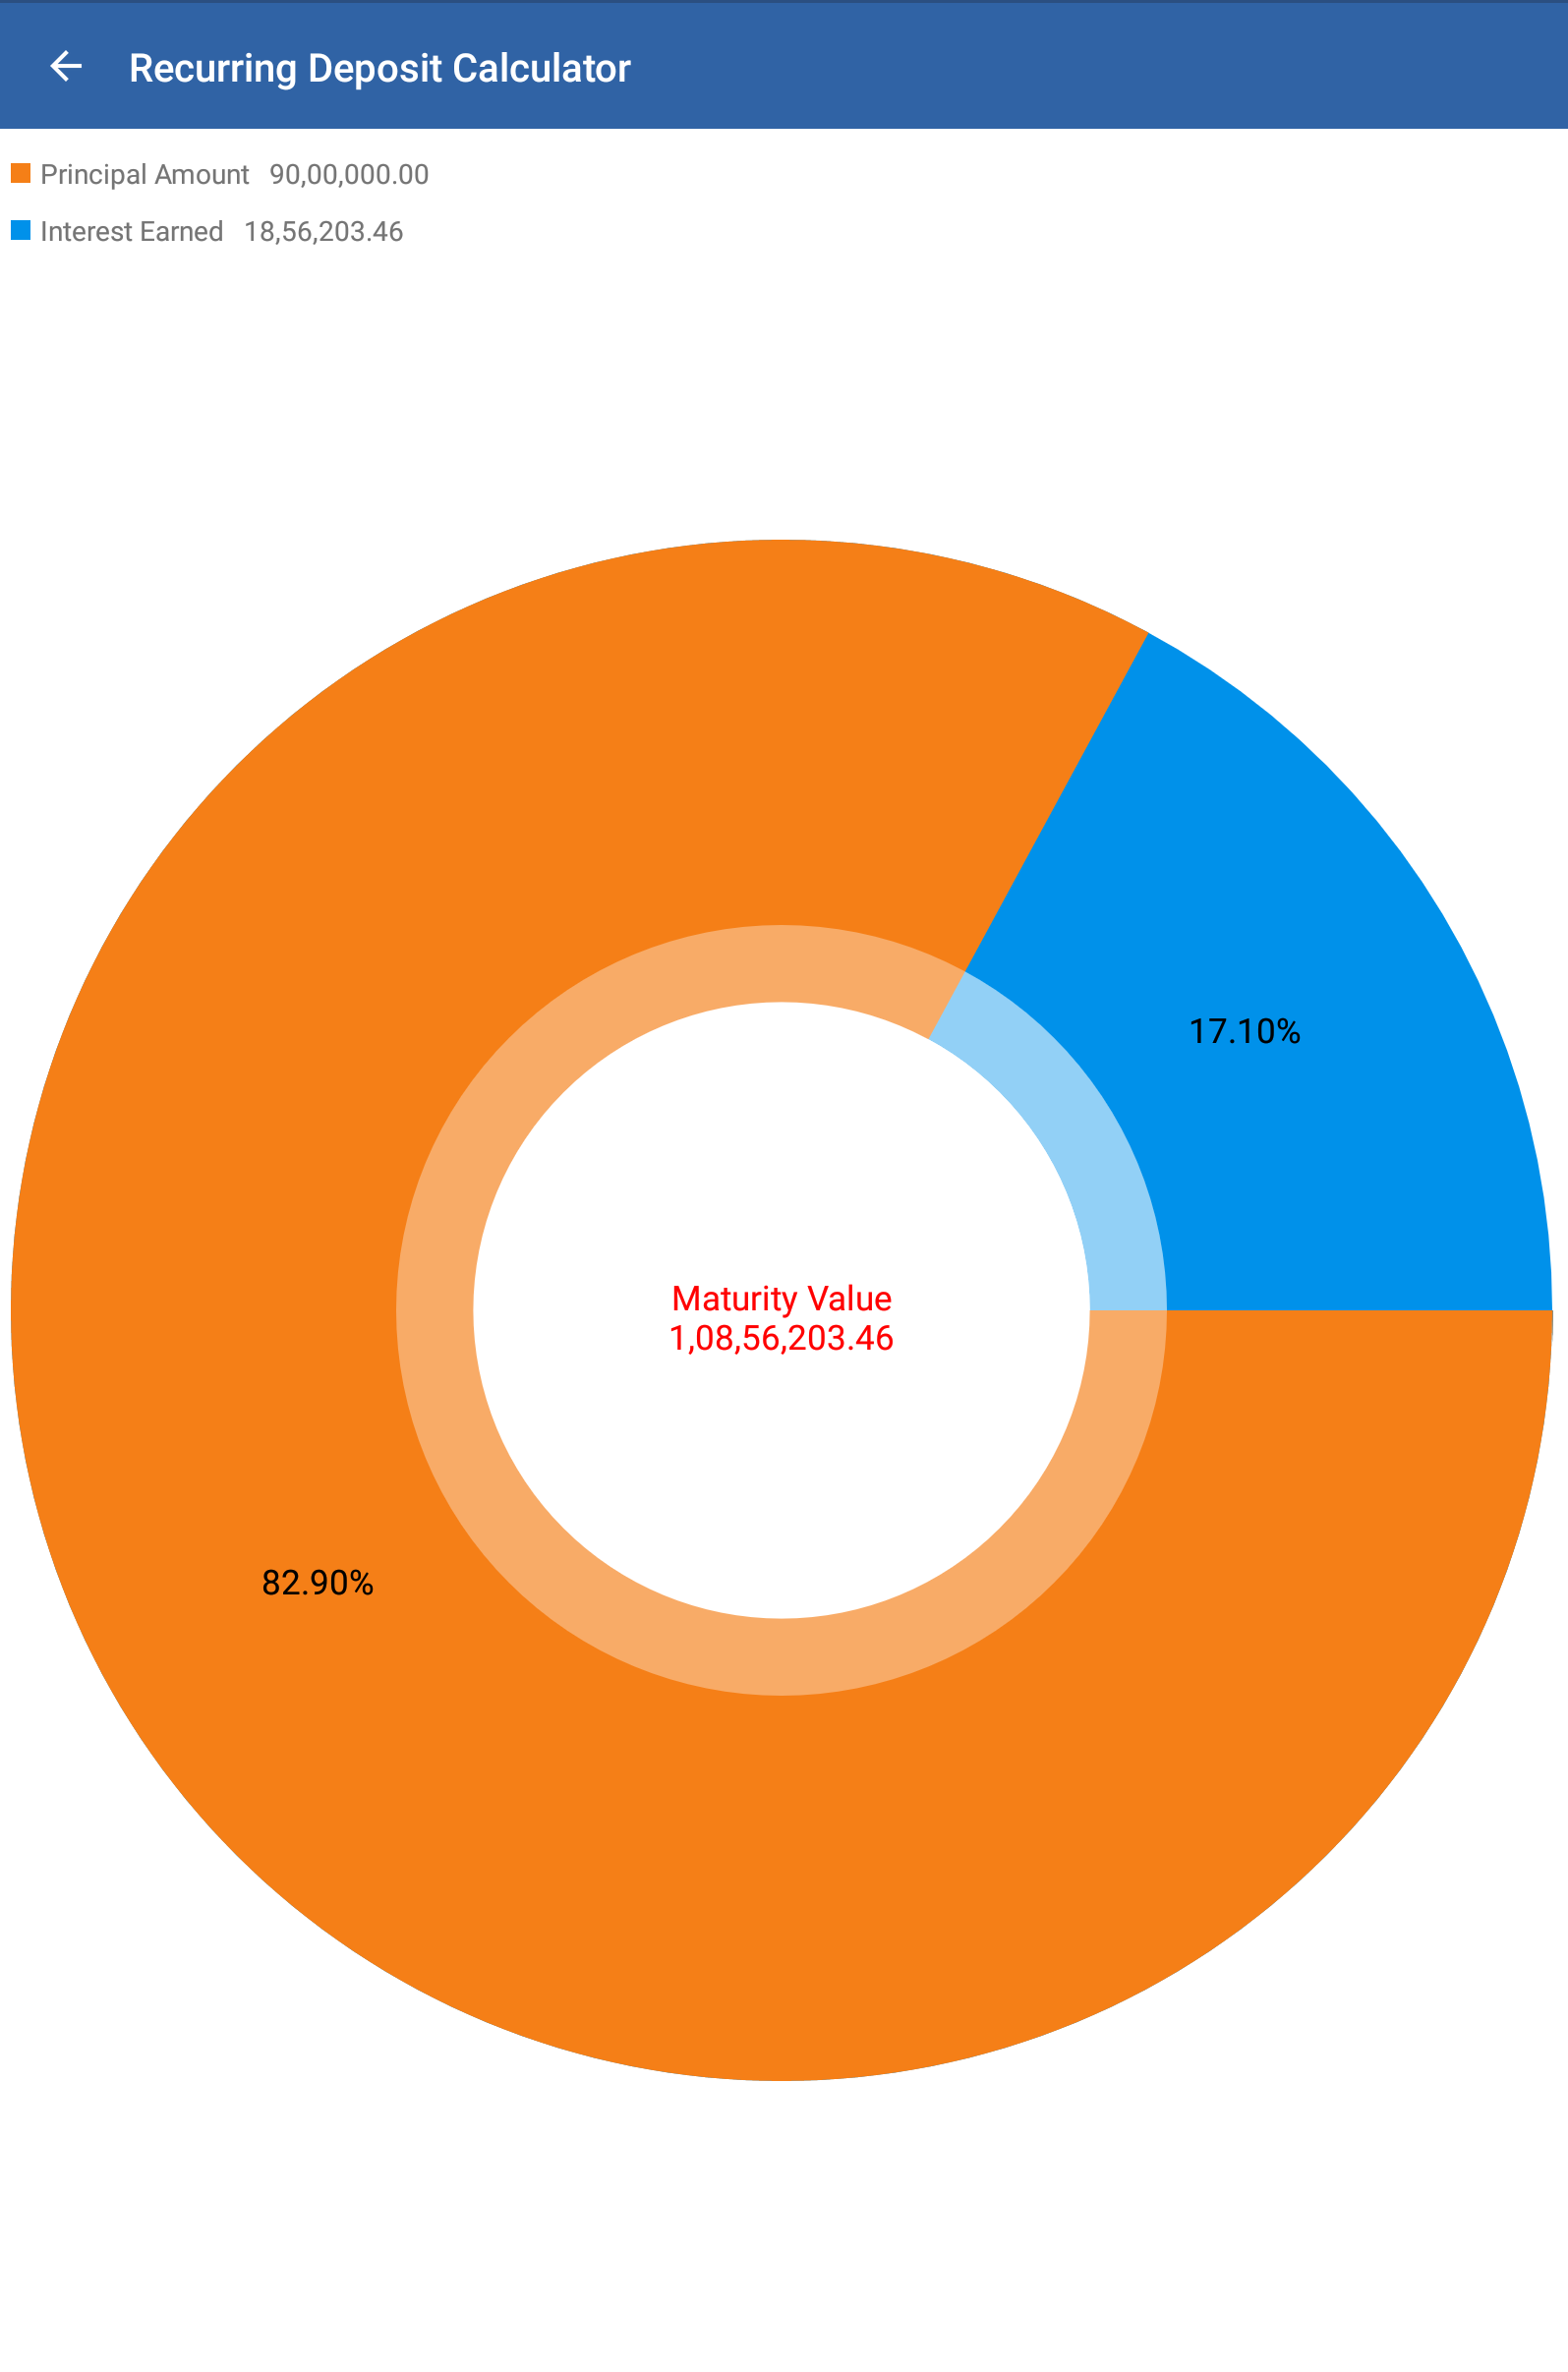 Recurring Deposit Calculator
Principal Amount 90,00,000.00
Interest Earned 18,56,203.46
17.10%
Maturity Value
1,08,56,203.46
82.90%